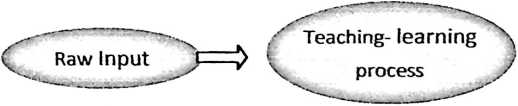 Raw Input
Teaching- learning
process